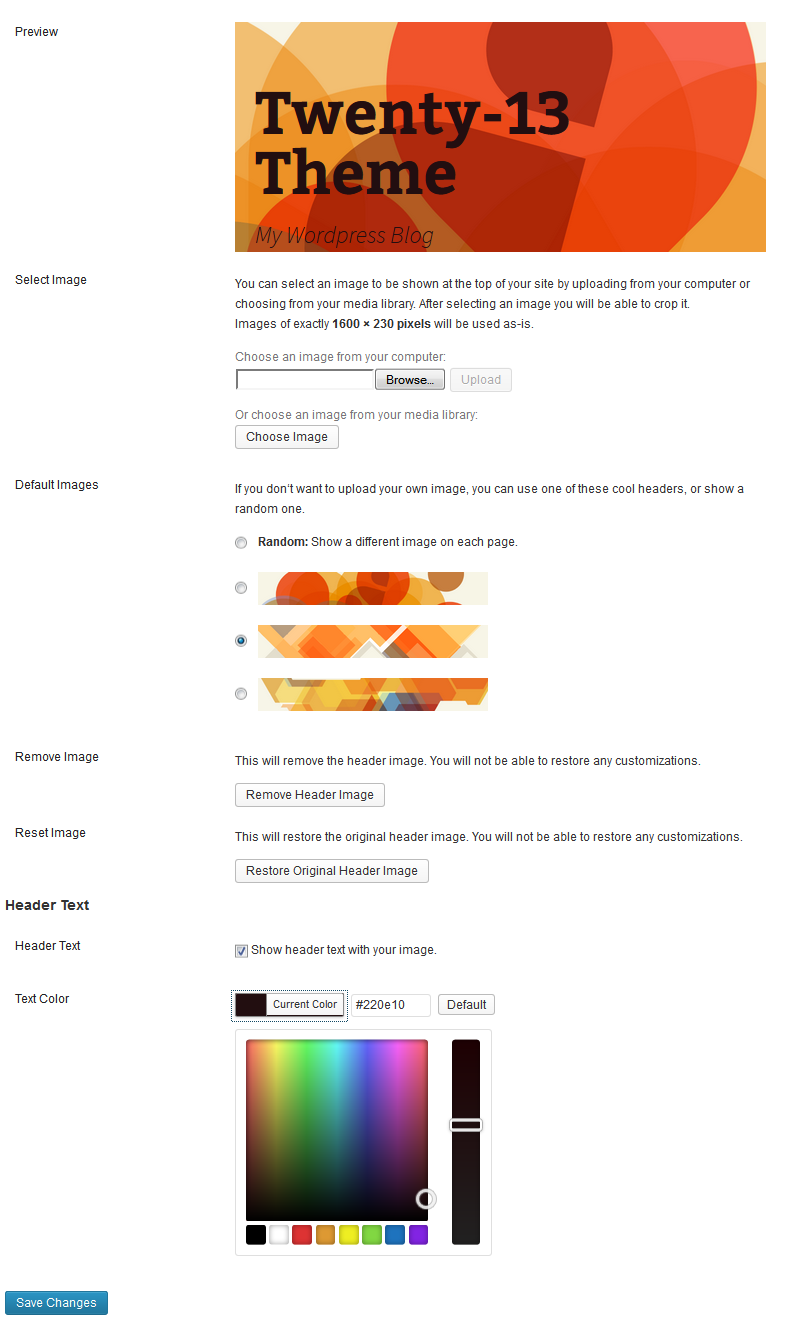 Preview
Twenty-13
Theme
My Wordpress Blog
Select Image
You can select an image to be shown at the top of your site by uploading from your computer or
choosing from your media library. After selecting an image you will be able to crop it.
Images of exactly 1600 × 230 pixels will be used as-is.
Choose an image from your computer:
Browse... Upload
Or choose an image from your media library:
Choose Image
Default Images
If you don't want to upload your own image, you can use one of these cool headers, or show a
random one.
Random: Show a different image on each page.
Remove Image
This will remove the header image. You will not be able to restore any customizations.
Remove Header Image
Reset Image
This will restore the original header image. You will not be able to restore any customizations.
Restore Original Header Image
Header Text
Header Text
Show header text with your image.
Text Color
Current Color #220e10 Default
Save Changes